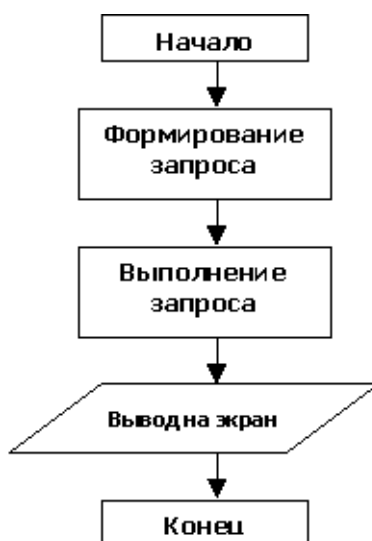 Начало
Формирование
запроса
Выполнение
запроса
Вывод на экран
Конец